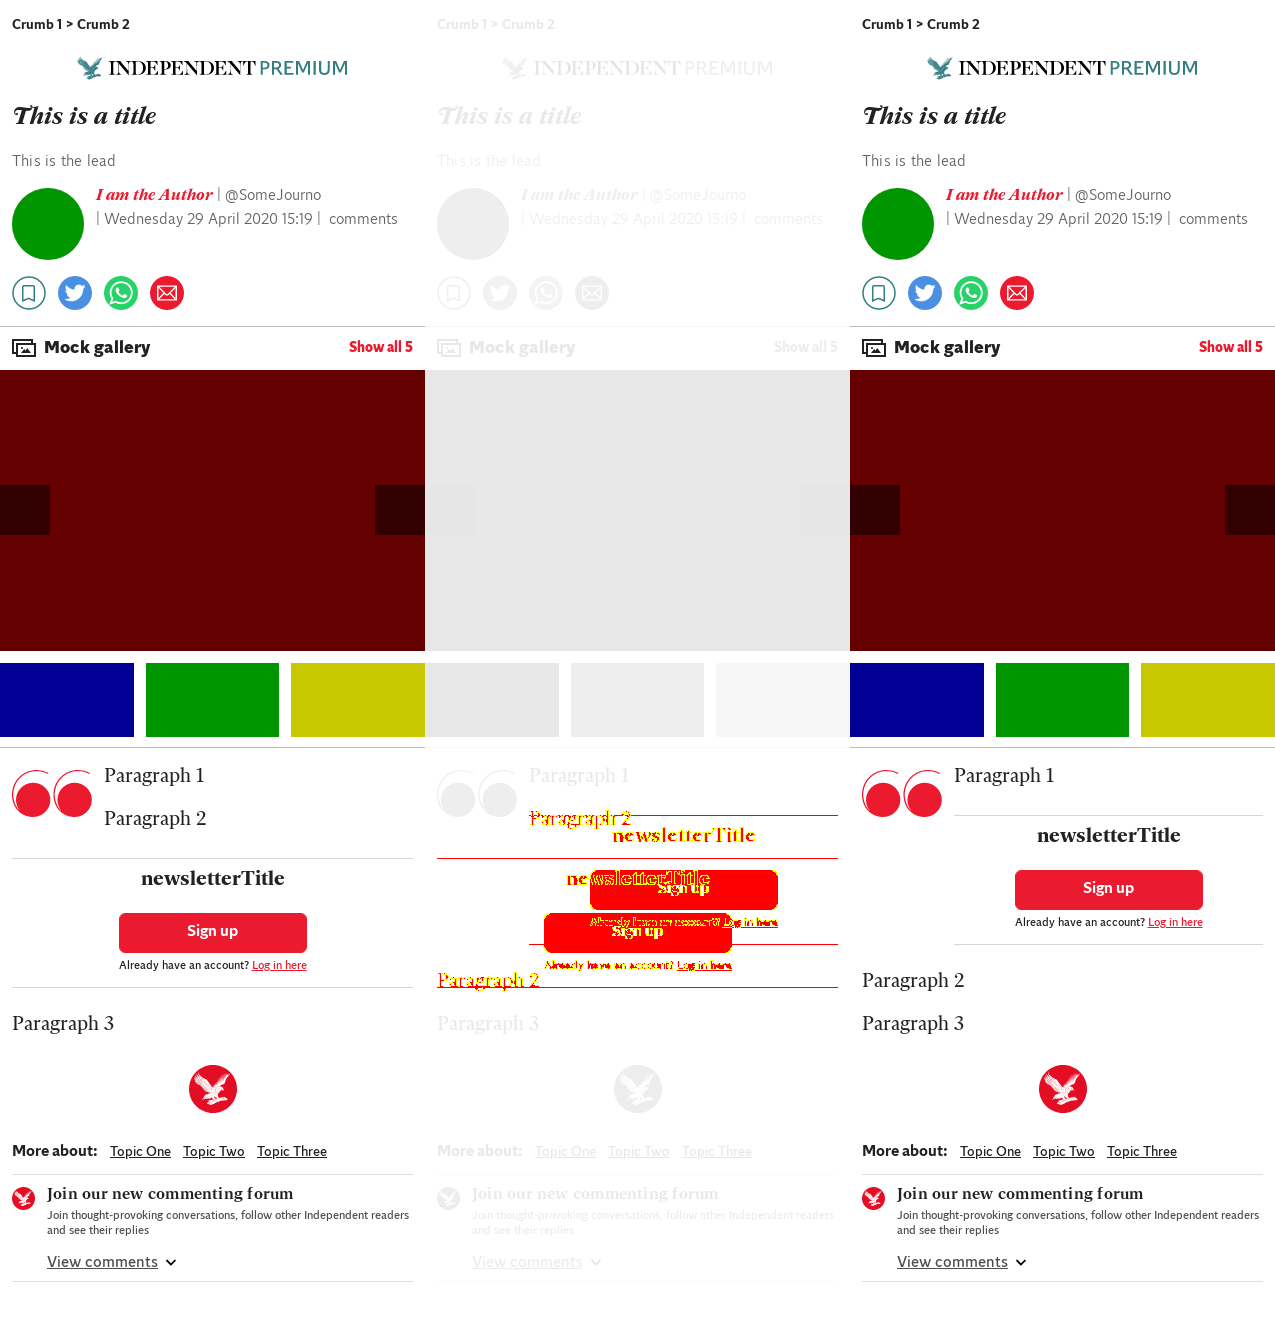 Crumb 1 > Crumb 2
INDEPENDENT PREMIUM
This is a title
This is the lead
I am the Author | @SomeJourno
| Wednesday 29 April 2020 15:19 | comments
Mock gallery Show all 5
Paragraph 1
Paragraph 2
newsletterTitle
Sign up
Already have an account? Log in here
Paragraph 3
More about: Topic One Topic Two Topic Three
Join our new commenting forum
Join thought-provoking conversations, follow other Independent readers
and see their replies
View comments
Crumb 1 > Crumb 2
INDEPENDENT PREMIUM
This is a title
This is the lead
I am the Author | @SomeJourno
| Wednesday 29 April 2020 15:19 | comments
Mock gallery Show all 5
Paragraph 1
Paragraph 2
newsletterTitle
newsletterTitle
Sign up
Already have an account? Log in here
Sign up
Already have an account? Log in here
Paragraph 2
Paragraph 3
More about: Topic One Topic Two Topic Three
Join our new commenting forum
Join thought-provoking conversations, follow other Independent readers
and see their replies
View comments
Crumb 1 > Crumb 2
INDEPENDENT PREMIUM
This is a title
This is the lead
I am the Author | @SomeJourno
| Wednesday 29 April 2020 15:19 | comments
Mock gallery Show all 5
Paragraph 1
newsletterTitle
Sign up
Already have an account? Log in here
Paragraph 2
Paragraph 3
More about: Topic One Topic Two Topic Three
Join our new commenting forum
Join thought-provoking conversations, follow other Independent readers
and see their replies
View comments